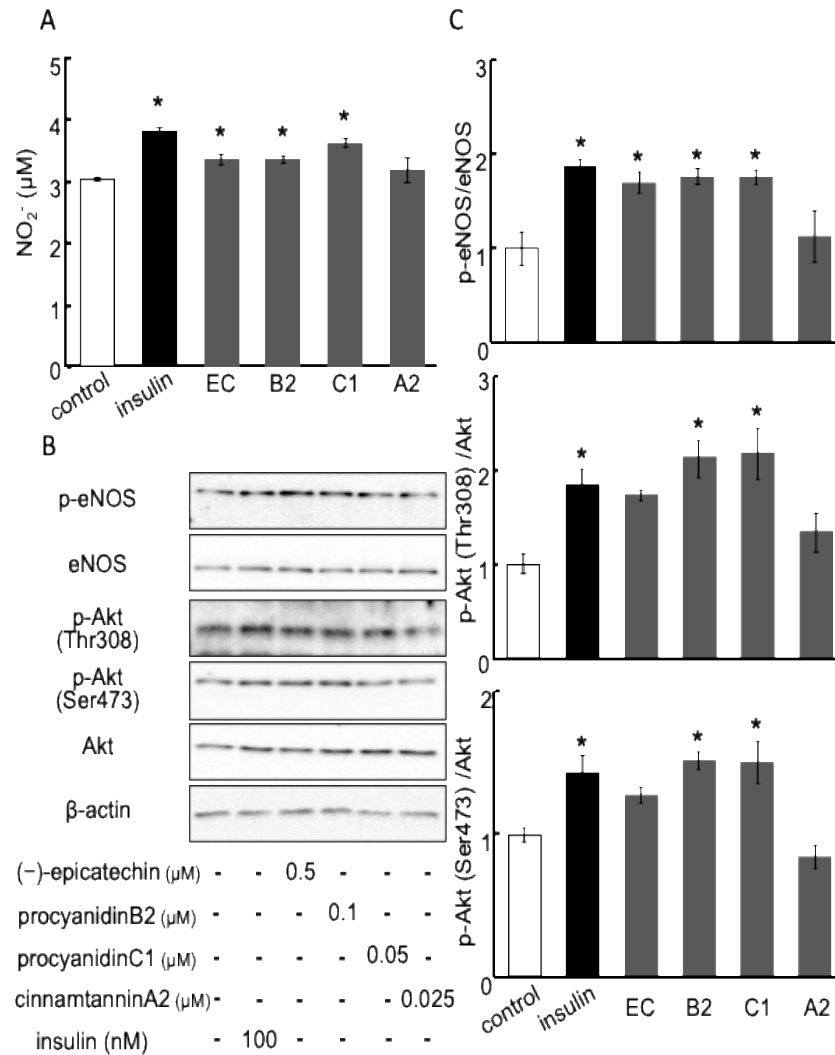 A
5
4
3
2
1
0
NO₂⁻ (μM)
*
*
*
*
control
insulin
EC
B2
C1
A2
B
p-eNOS
eNOS
p-Akt
(Thr308)
p-Akt
(Ser473)
Akt
β-actin
(−)-epicatechin (μM) - - 0.5 - - -
procyanidinB2 (μM) - - - 0.1 - -
procyanidinC1 (μM) - - - - 0.05 -
cinnamtanninA2 (μM) - - - - - 0.025
insulin (nM) - 100 - - - -
C
3
2
1
0
p-eNOS/eNOS
*
*
*
*
3
2
1
0
p-Akt (Thr308) /Akt
*
*
*
2
1
0
p-Akt (Ser473) /Akt
*
*
*
control
insulin
EC
B2
C1
A2